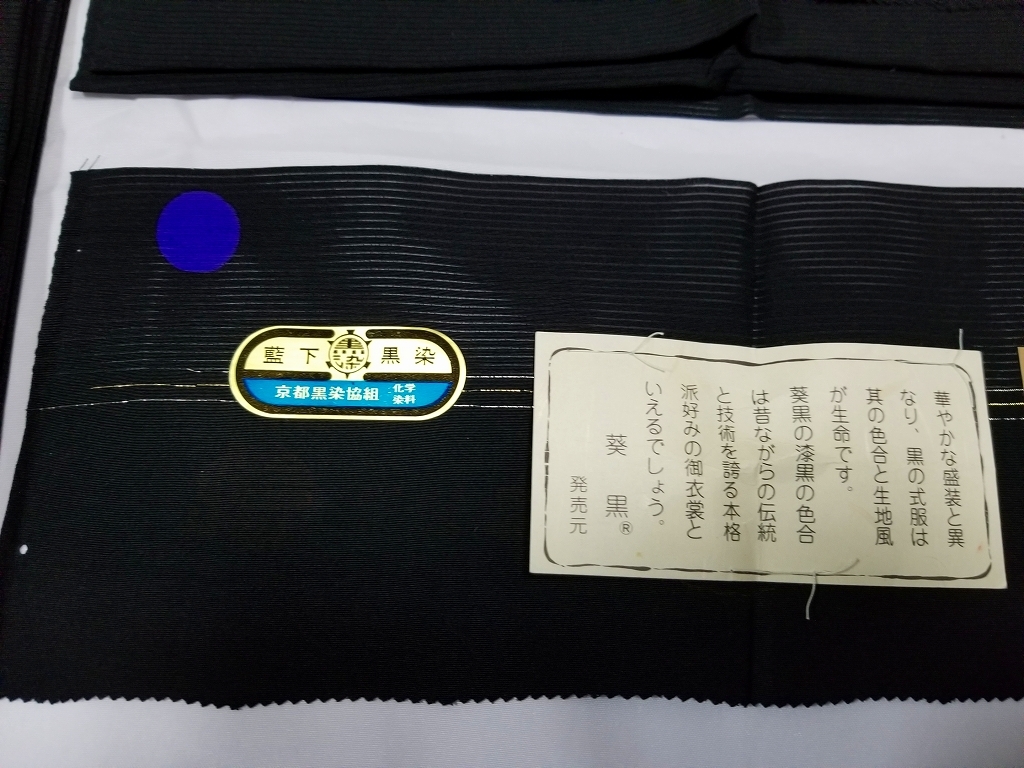 藍下黒染
黒染
京都黒染協組
化学
染料
華やかな盛装と異
なり、黒の式服は
其の色合と生地風
が生命です。
葵黒の漆黒の色合
は昔ながらの伝統
と技術を誇る本格
派好みの御衣裳と
いえるでしょう。
葵黒®
発売元